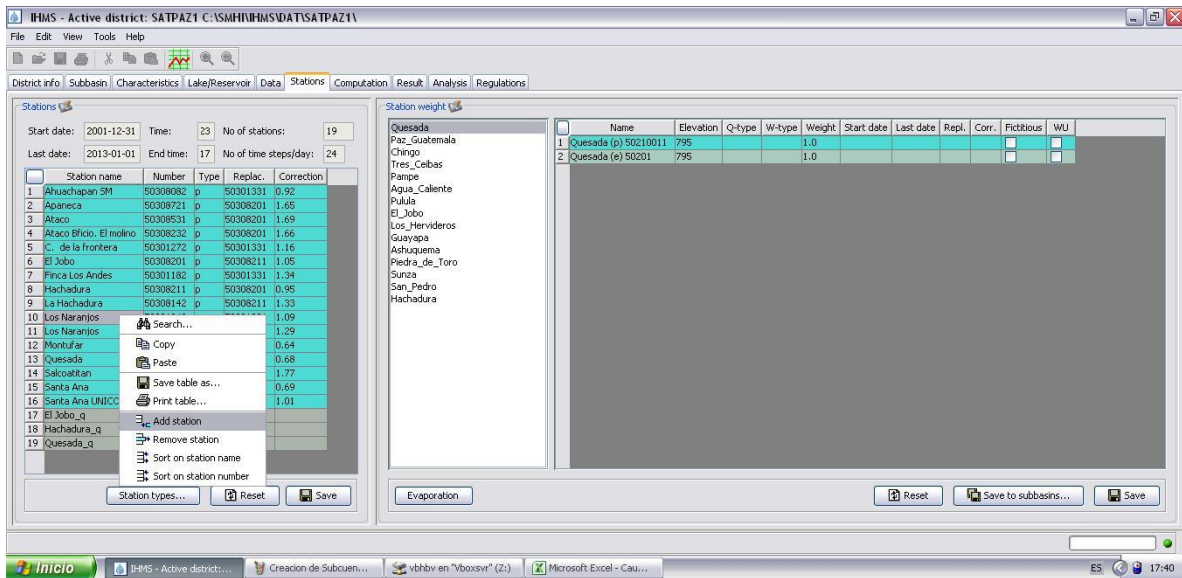 IHMS - Active district: SATPAZ1 C:\SMHI\IHMS\DAT\SATPAZ1\
File Edit View Tools Help
District info Subbasin Characteristics Lake/Reservoir Data Stations Computation Result Analysis Regulations
Stations
Start date: 2001-12-31 Time: 23 No of stations: 19
Last date: 2013-01-01 End time: 17 No of time steps/day: 24
Station name Number Type Replac. Correction
1 Ahuachapan SM 50308082 p 50301331 0.92
2 Apaneca 50308721 p 50308201 1.65
3 Ataco 50308531 p 50308201 1.69
4 Ataco Bficio. El molino 50308232 p 50308201 1.66
5 C. de la frontera 50301272 p 50301331 1.16
6 El Jobo 50308201 p 50308211 1.05
7 Finca Los Andes 50301182 p 50301331 1.34
8 Hachadura 50308211 p 50308201 0.95
9 La Hachadura 50308142 p 50308211 1.33
10 Los Naranjos 1.09
11 Los Naranjos 1.29
12 Montufar 0.64
13 Quesada 0.68
14 Salcoatitan 1.77
15 Santa Ana 0.69
16 Santa Ana UNICO 1.01
17 El Jobo_q
18 Hachadura_q
19 Quesada_q
Search...
Copy
Paste
Save table as...
Print table...
Add station
Remove station
Sort on station name
Sort on station number
Station types... Reset Save
Station weight
Quesada
Paz_Guatemala
Chingo
Tres_Ceibas
Pampe
Agua_Caliente
Pulula
El_Jobo
Los_Hervideros
Guayapa
Ashuquema
Piedra_de_Toro
Sunza
San_Pedro
Hachadura
Name Elevation Q-type W-type Weight Start date Last date Repl. Corr. Fictitious WU
1 Quesada (p) 50210011 795 1.0
2 Quesada (e) 50201 795 1.0
Evaporation Reset Save to subbasins... Save
Inicio IHMS - Active district:... Creacion de Subcuen... vbhbv en "Vboxsvr" (Z:) Microsoft Excel - Cau... ES 17:40